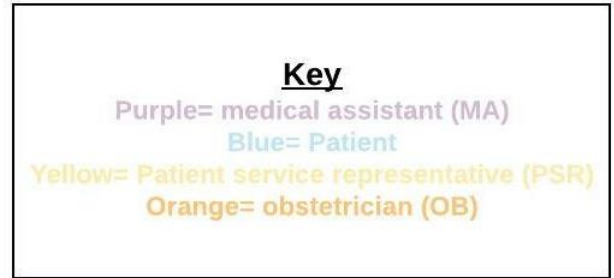 Key
Purple= medical assistant (MA)
Blue= Patient
Yellow= Patient service representative (PSR)
Orange= obstetrician (OB)